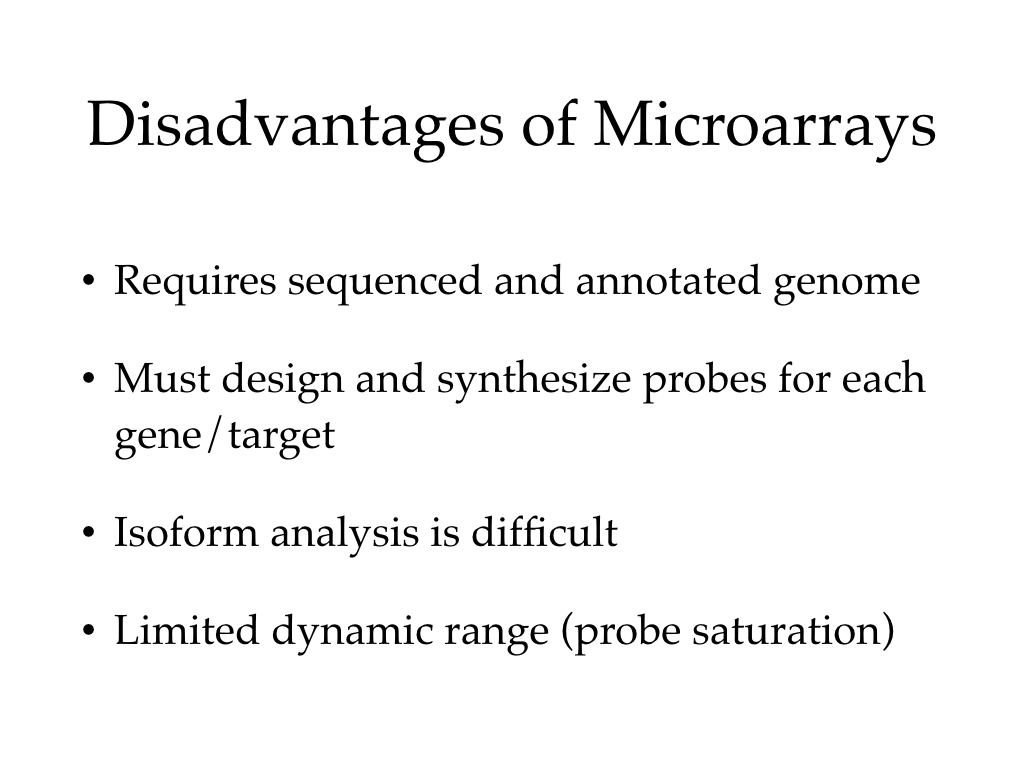 Disadvantages of Microarrays
• Requires sequenced and annotated genome
• Must design and synthesize probes for each
gene/target
• Isoform analysis is difficult
• Limited dynamic range (probe saturation)